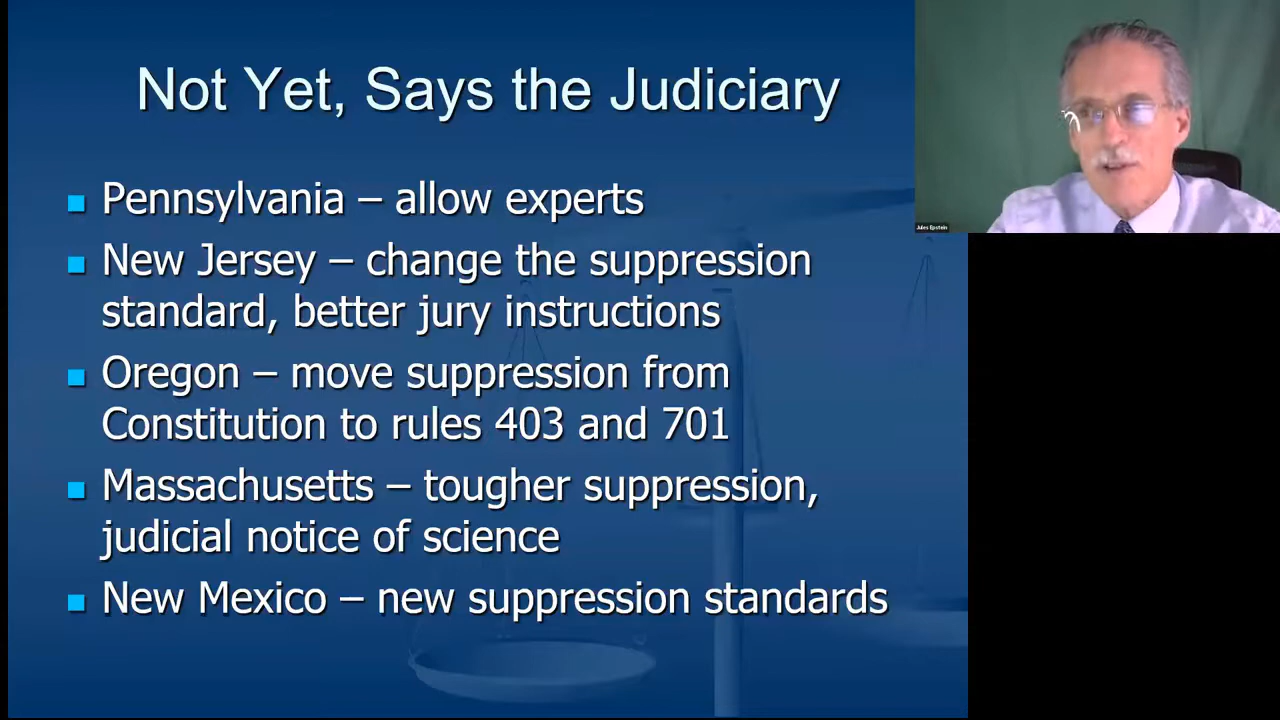 Not Yet, Says the Judiciary
Pennsylvania – allow experts
New Jersey – change the suppression
standard, better jury instructions
Oregon – move suppression from
Constitution to rules 403 and 701
Massachusetts – tougher suppression,
judicial notice of science
New Mexico – new suppression standards
Jules Epstein